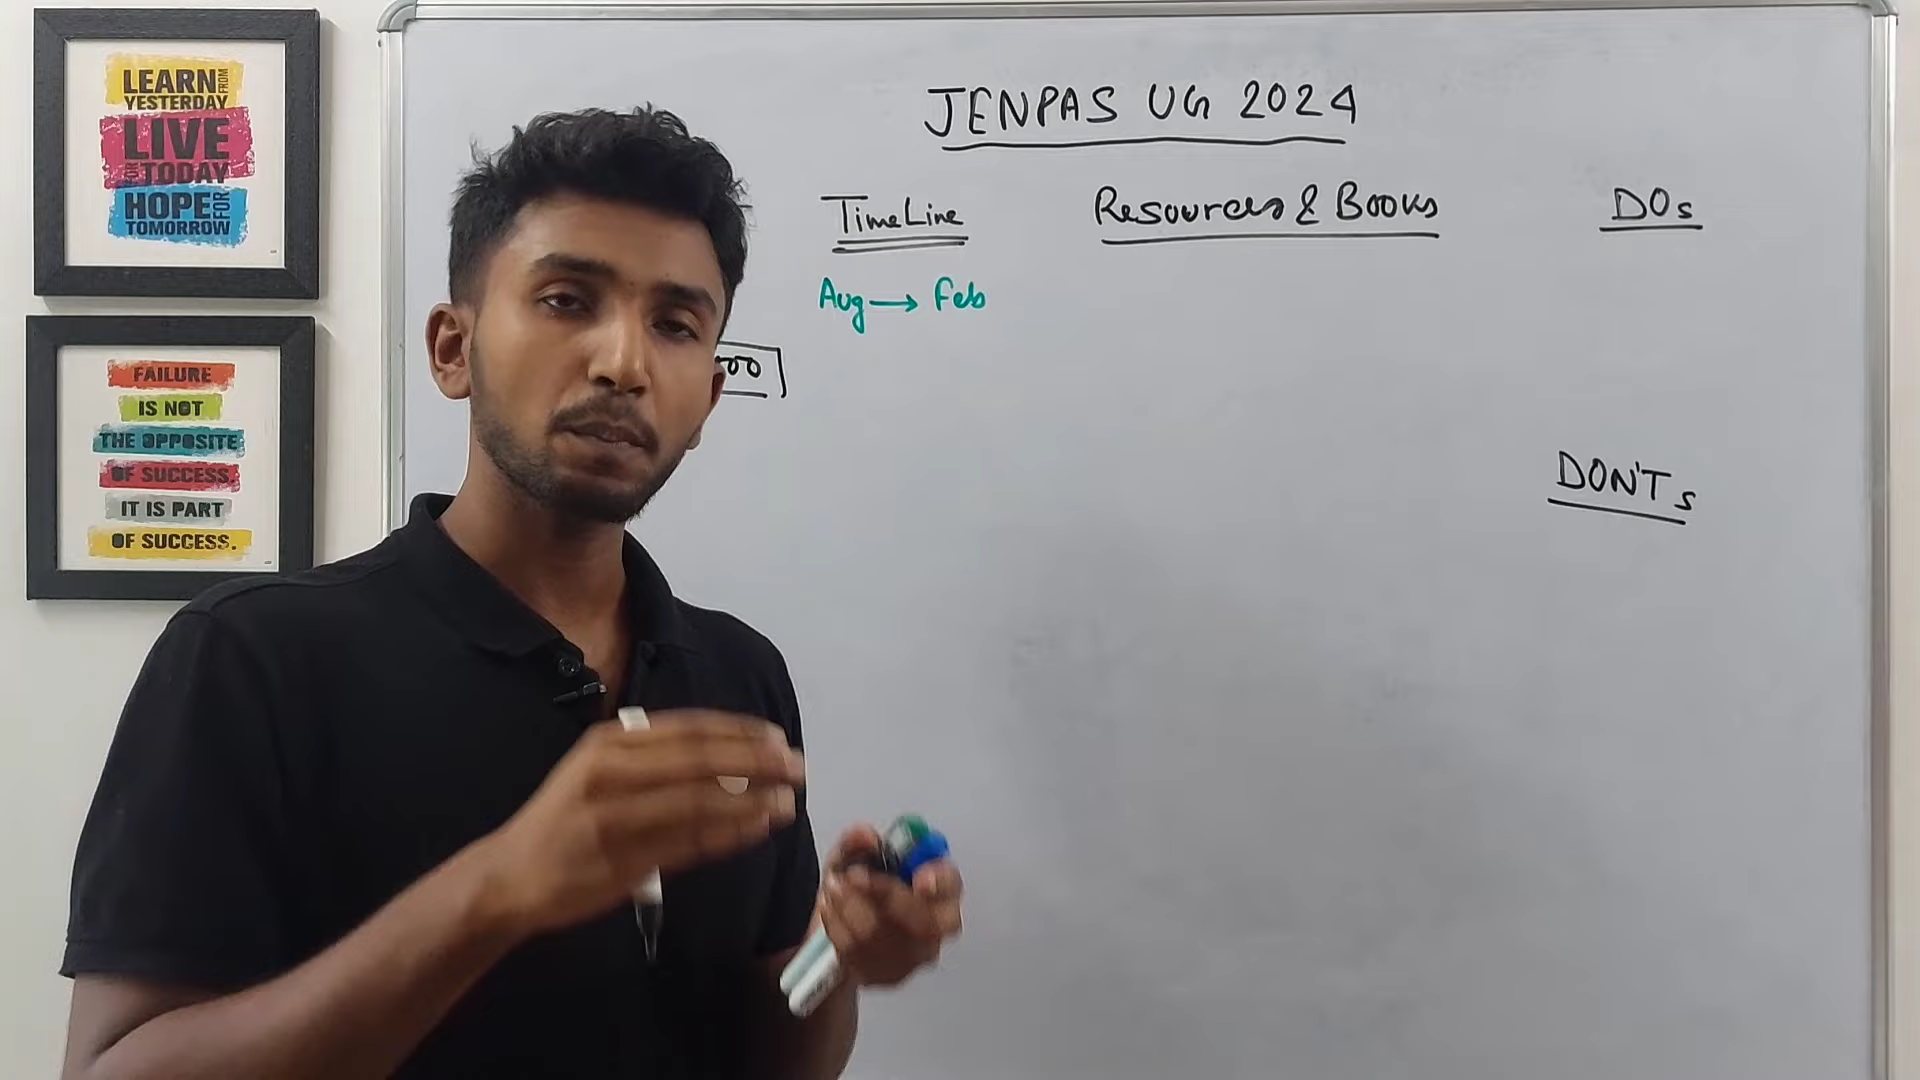 LEARN FROM
YESTERDAY
LIVE
FOR TODAY
HOPE FOR
TOMORROW
FAILURE
IS NOT
THE OPPOSITE
OF SUCCESS.
IT IS PART
OF SUCCESS.
JENPAS UG 2024
TimeLine
Aug → Feb
Resources & Books
DOs
DON'Ts